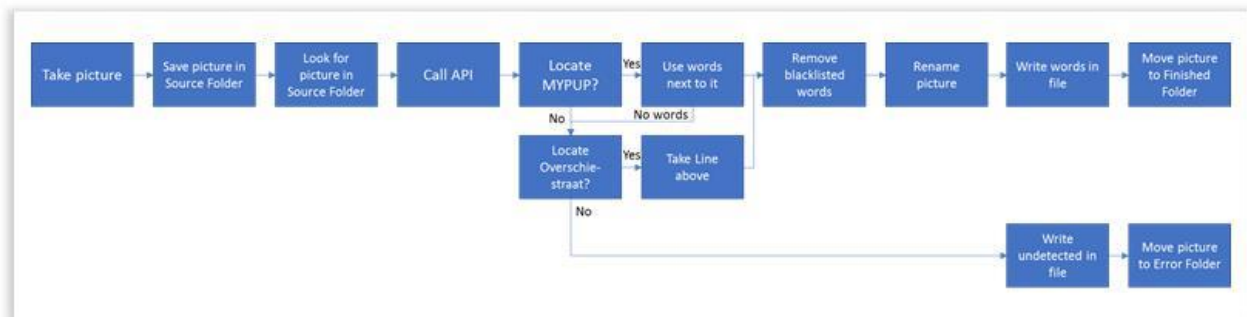 Take picture
Save picture in
Source Folder
Look for
picture in
Source Folder
Call API
Locate
MYPUP?
Yes
Use words
next to it
Remove
blacklisted
words
Rename
picture
Write words in
file
Move picture
to Finished
Folder
No
No words
Locate
Overschie-
straat?
Yes
Take Line
above
No
Write
undetected in
file
Move picture
to Error Folder